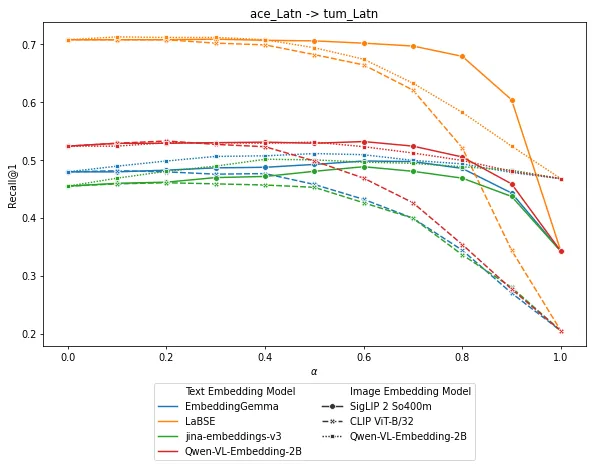 ace_Latn -> tum_Latn
Recall@1
0.7
0.6
0.5
0.4
0.3
0.2
0.0
0.2
0.4
0.6
0.8
1.0
α
Text Embedding Model
EmbeddingGemma
LaBSE
jina-embeddings-v3
Qwen-VL-Embedding-2B
Image Embedding Model
SigLIP 2 So400m
CLIP ViT-B/32
Qwen-VL-Embedding-2B